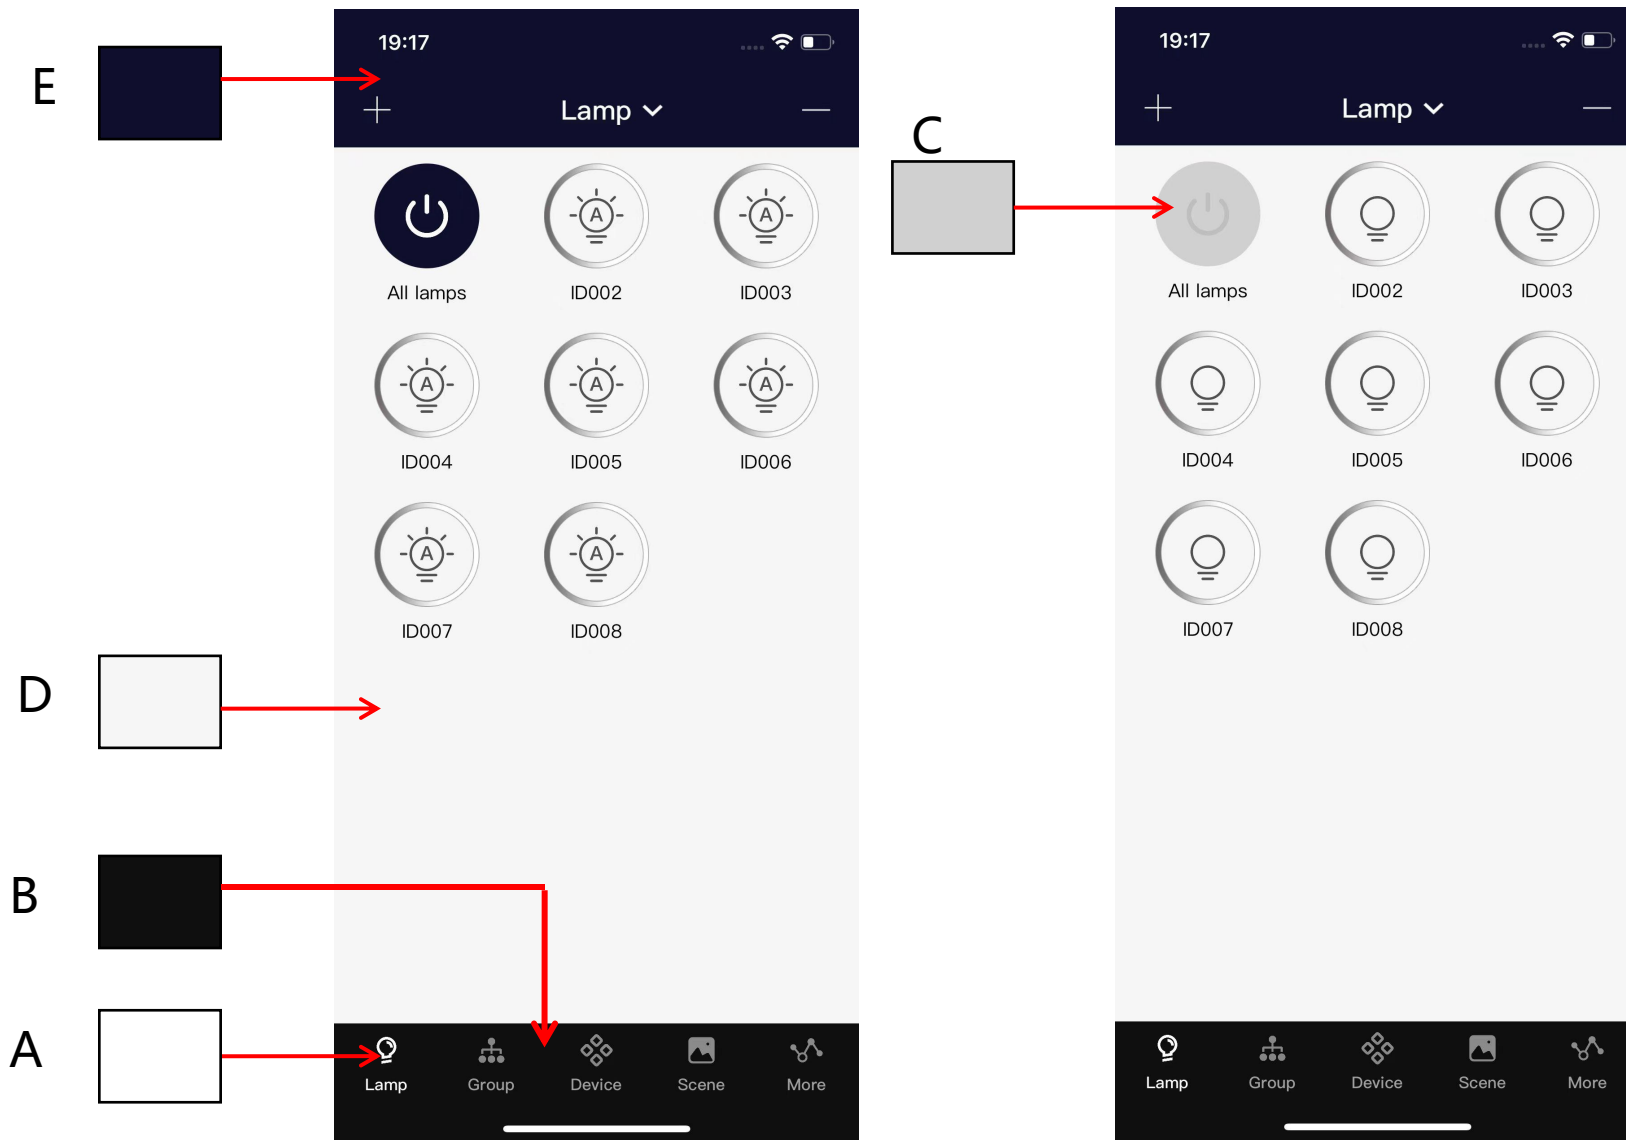 E
19:17
Lamp
All lamps
ID002
ID003
A
A
ID004
ID005
ID006
A
A
A
ID007
ID008
A
A
D
B
A
Lamp
Group
Device
Scene
More
C
19:17
Lamp
All lamps
ID002
ID003
ID004
ID005
ID006
ID007
ID008
Lamp
Group
Device
Scene
More